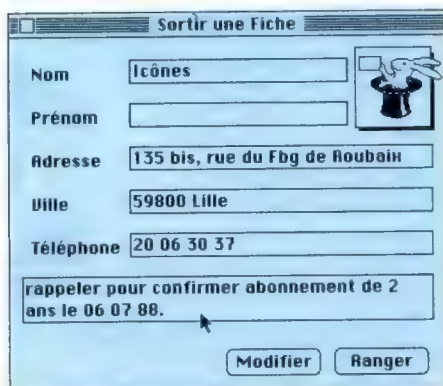 Sortir une Fiche
Nom
Icônes
Prénom
Adresse
135 bis, rue du Fbg de Roubaix
Ville
59800 Lille
Téléphone
20 06 30 37
rappeler pour confirmer abonnement de 2
ans le 06 07 88.
Modifier
Ranger